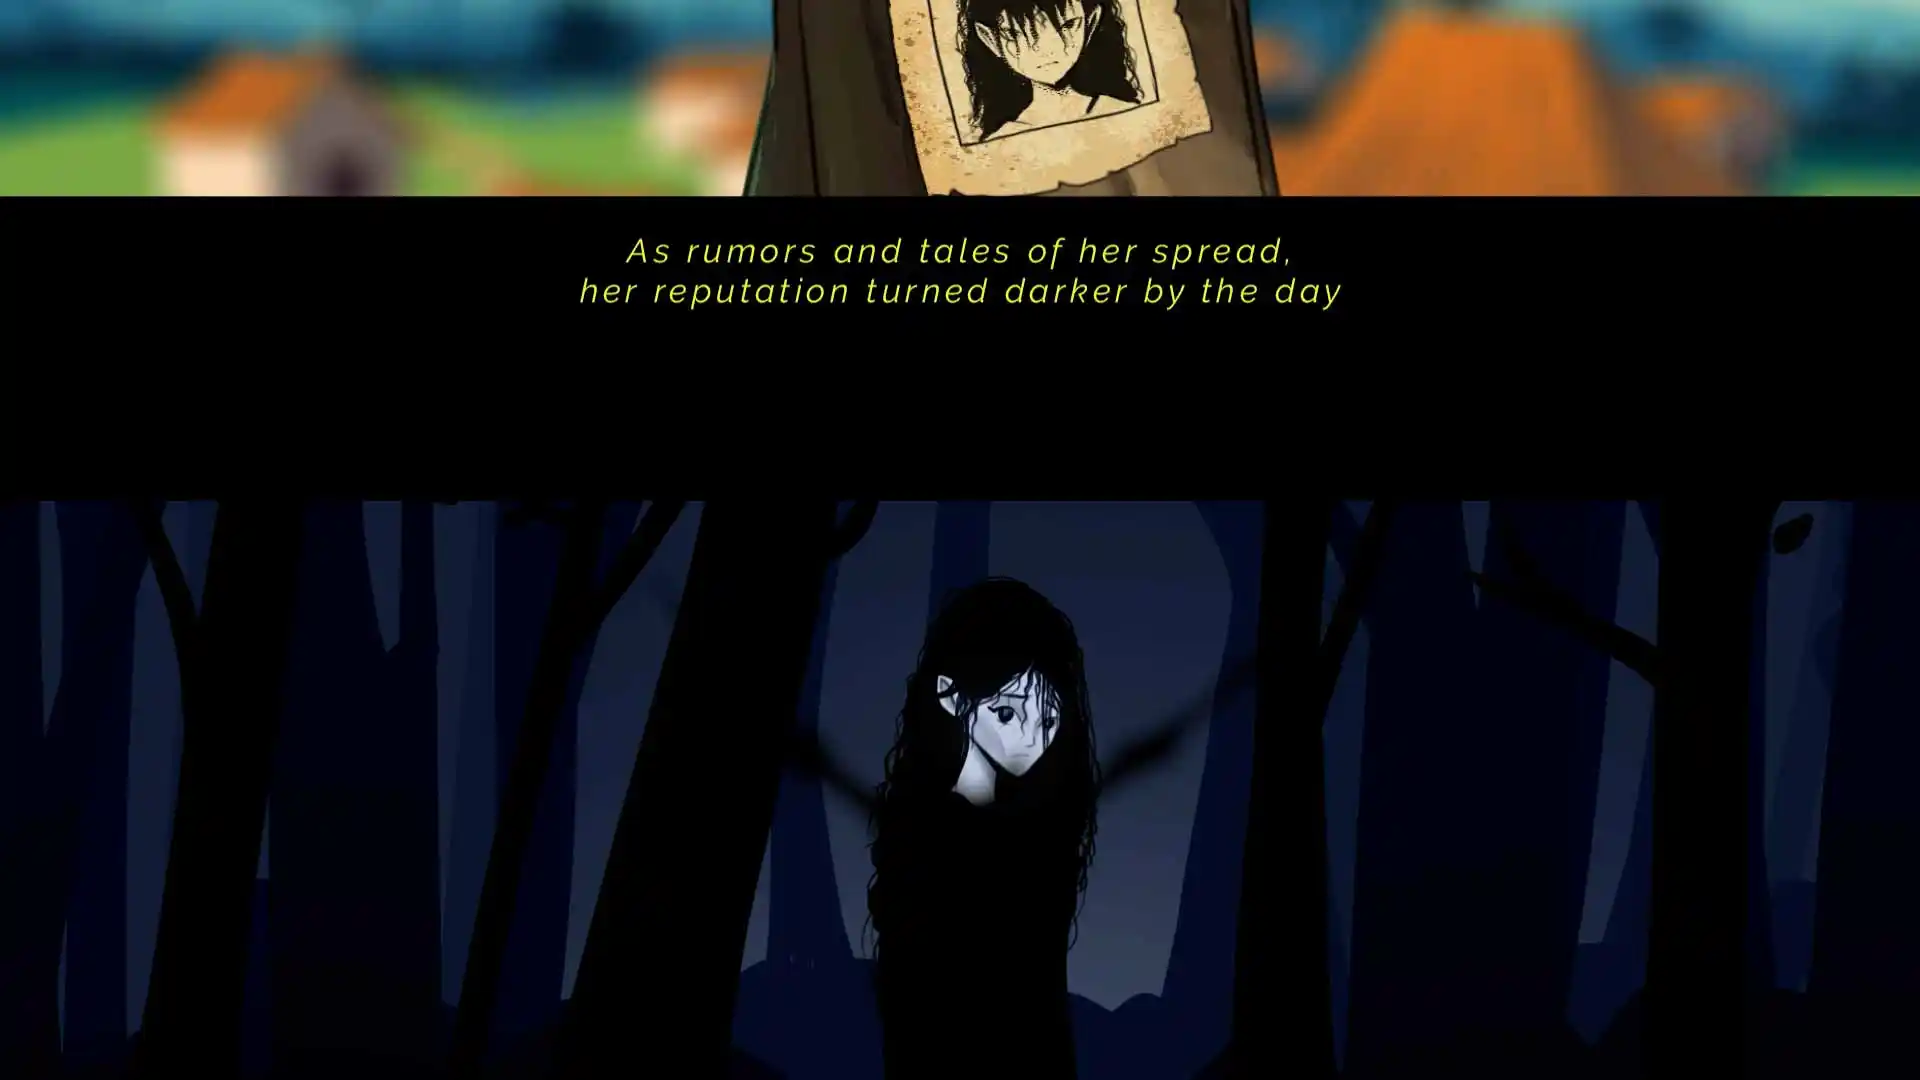 As rumors and tales of her spread,
her reputation turned darker by the day